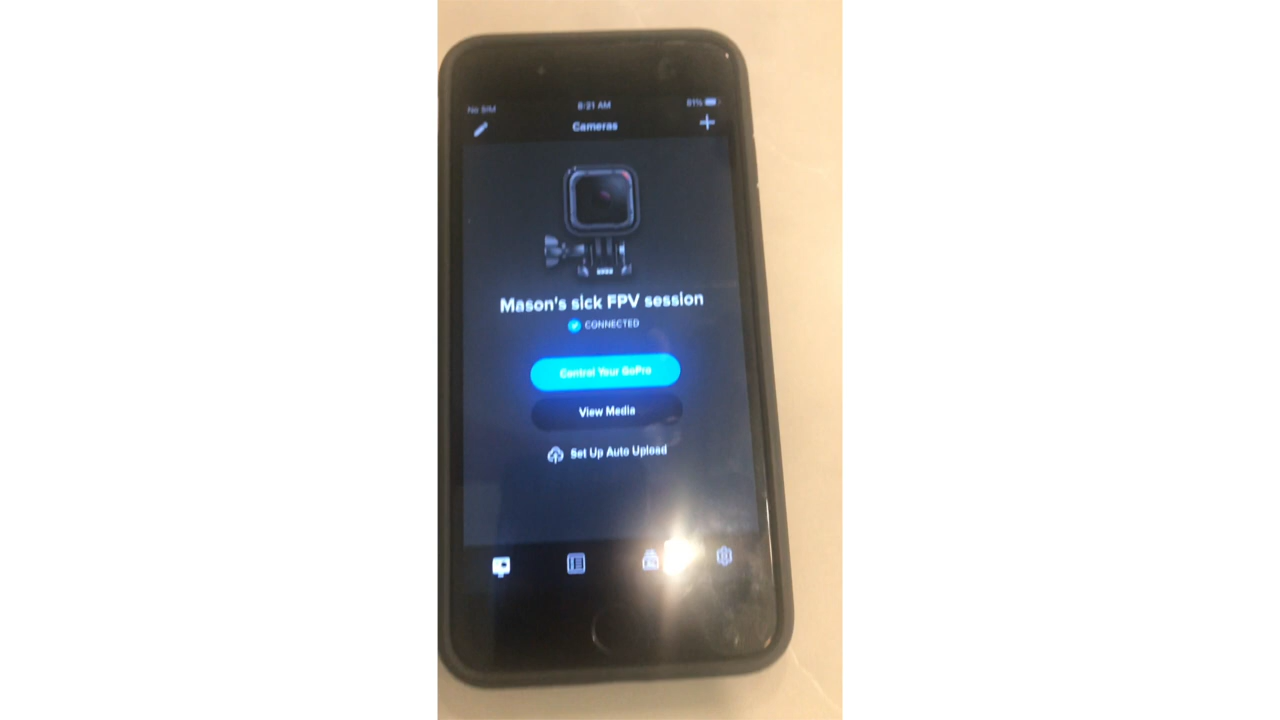 No SIM 8:21 AM 81%
Cameras
Mason's sick FPV session
CONNECTED
Control Your GoPro
View Media
Set Up Auto Upload